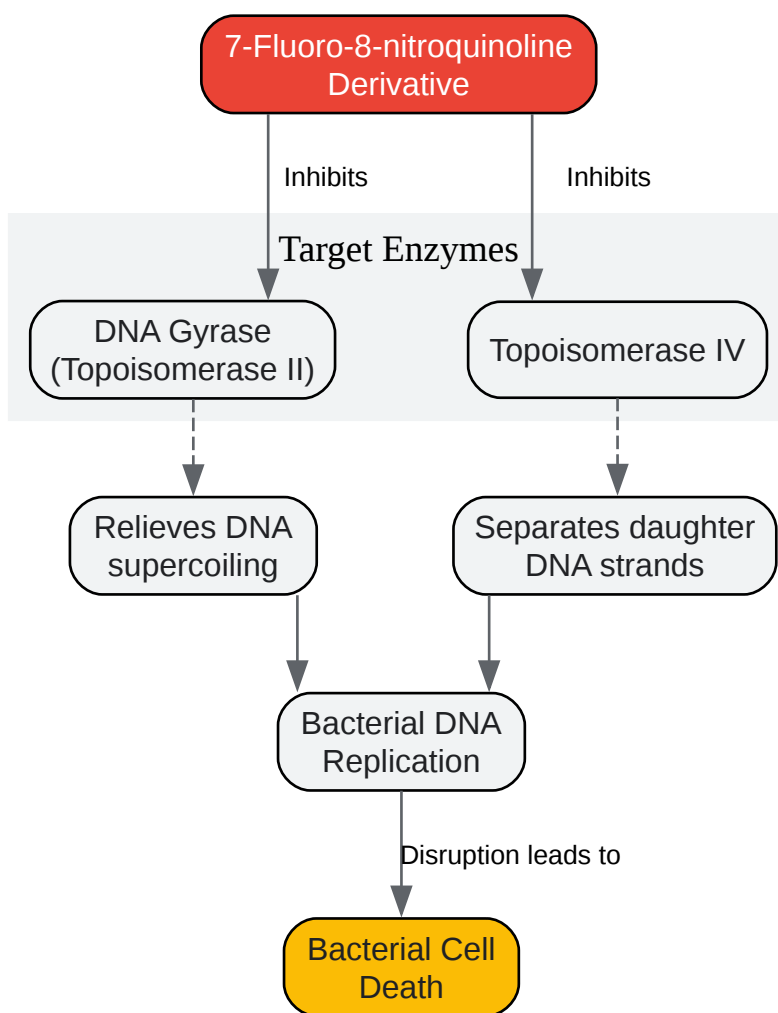 7-Fluoro-8-nitroquinoline
Derivative
Inhibits
Inhibits
Target Enzymes
DNA Gyrase
(Topoisomerase II)
Topoisomerase IV
Relieves DNA
supercoiling
Separates daughter
DNA strands
Bacterial DNA
Replication
Disruption leads to
Bacterial Cell
Death